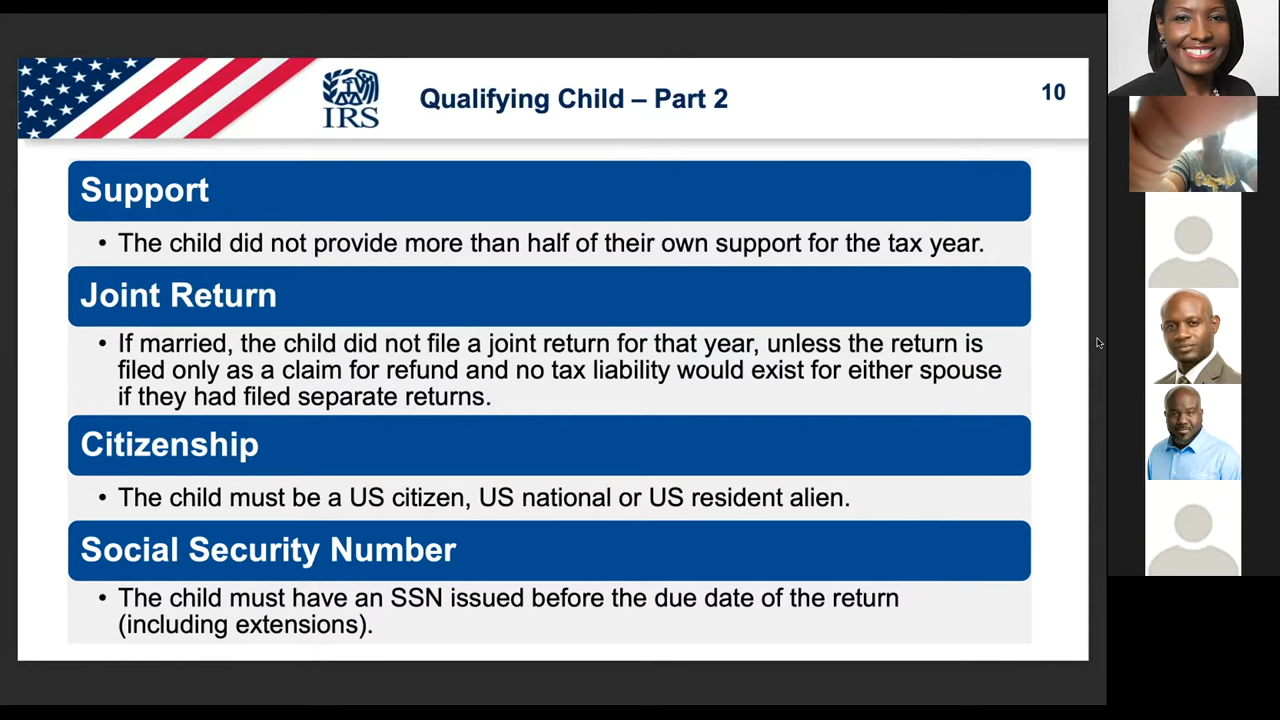 IRS
Qualifying Child – Part 2
10
Support
• The child did not provide more than half of their own support for the tax year.
Joint Return
• If married, the child did not file a joint return for that year, unless the return is
filed only as a claim for refund and no tax liability would exist for either spouse
if they had filed separate returns.
Citizenship
• The child must be a US citizen, US national or US resident alien.
Social Security Number
• The child must have an SSN issued before the due date of the return
(including extensions).